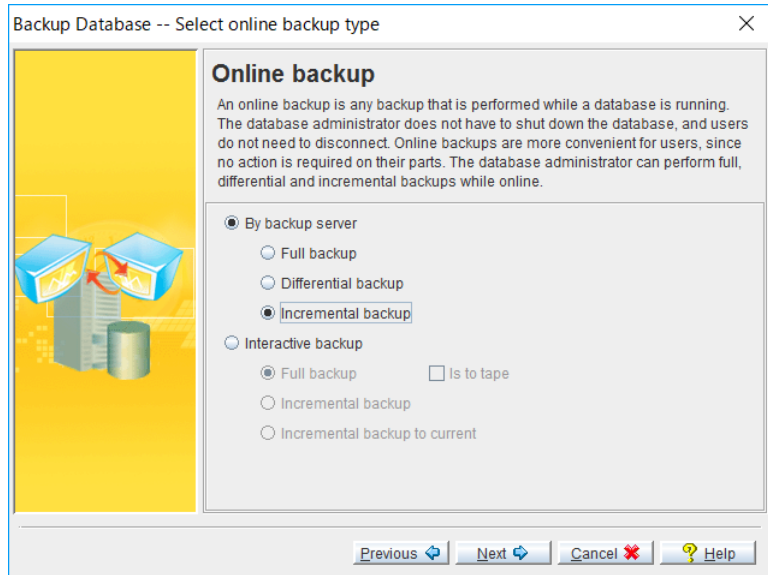 Backup Database -- Select online backup type
Online backup
An online backup is any backup that is performed while a database is running.
The database administrator does not have to shut down the database, and users
do not need to disconnect. Online backups are more convenient for users, since
no action is required on their parts. The database administrator can perform full,
differential and incremental backups while online.
By backup server
Full backup
Differential backup
Incremental backup
Interactive backup
Full backup Is to tape
Incremental backup
Incremental backup to current
Previous Next Cancel Help